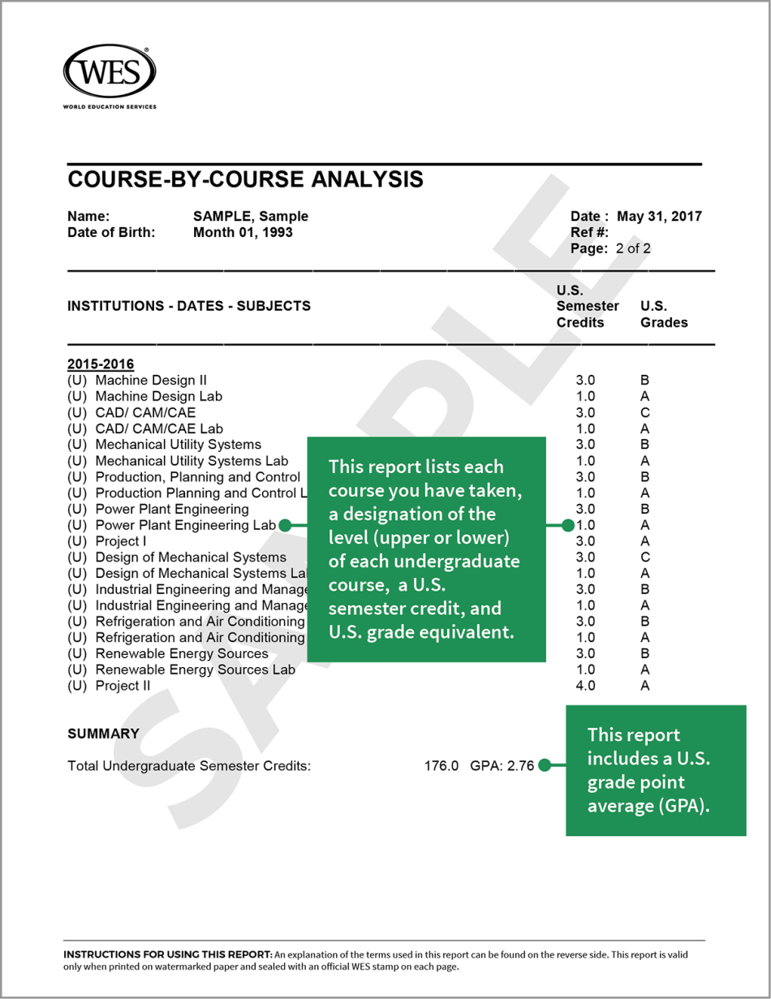 WES®
WORLD EDUCATION SERVICES
COURSE-BY-COURSE ANALYSIS
Name: SAMPLE, Sample Date : May 31, 2017
Date of Birth: Month 01, 1993 Ref #:
Page: 2 of 2
INSTITUTIONS - DATES - SUBJECTS U.S. Semester Credits U.S. Grades
2015-2016
(U) Machine Design II 3.0 B
(U) Machine Design Lab 1.0 A
(U) CAD/ CAM/CAE 3.0 C
(U) CAD/ CAM/CAE Lab 1.0 A
(U) Mechanical Utility Systems 3.0 B
(U) Mechanical Utility Systems Lab 1.0 A
(U) Production, Planning and Control 3.0 B
(U) Production Planning and Control L 1.0 A
(U) Power Plant Engineering 3.0 B
(U) Power Plant Engineering Lab 1.0 A
(U) Project I 3.0 A
(U) Design of Mechanical Systems 3.0 C
(U) Design of Mechanical Systems La 1.0 A
(U) Industrial Engineering and Manage 3.0 B
(U) Industrial Engineering and Manage 1.0 A
(U) Refrigeration and Air Conditioning 3.0 B
(U) Refrigeration and Air Conditioning 1.0 A
(U) Renewable Energy Sources 3.0 B
(U) Renewable Energy Sources Lab 1.0 A
(U) Project II 4.0 A
This report lists each
course you have taken,
a designation of the
level (upper or lower)
of each undergraduate
course, a U.S.
semester credit, and
U.S. grade equivalent.
SUMMARY
Total Undergraduate Semester Credits: 176.0 GPA: 2.76
This report
includes a U.S.
grade point
average (GPA).
SAMPLE
INSTRUCTIONS FOR USING THIS REPORT: An explanation of the terms used in this report can be found on the reverse side. This report is valid
only when printed on watermarked paper and sealed with an official WES stamp on each page.